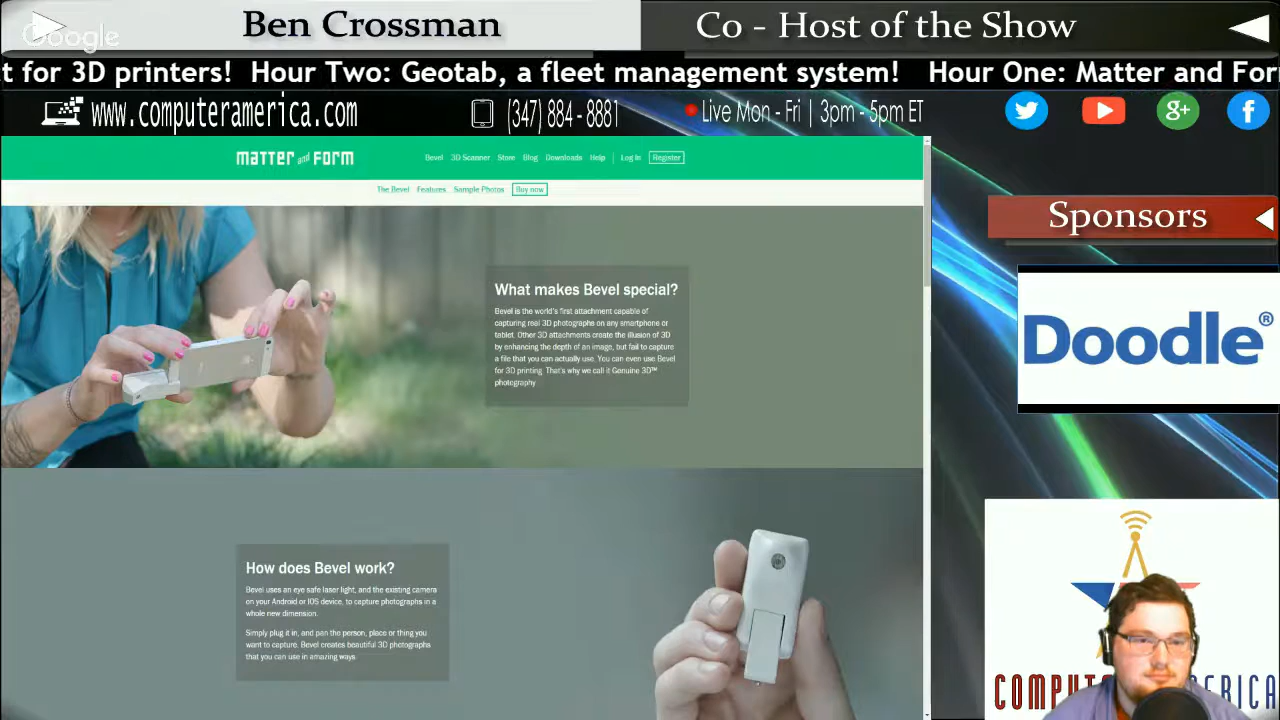 Google
Ben Crossman
Co - Host of the Show
t for 3D printers! Hour Two: Geotab, a fleet management system! Hour One: Matter and For
www.computeramerica.com
(347) 884 - 8881
Live Mon - Fri | 3pm - 5pm ET
matter and form
Bevel 3D Scanner Store Blog Downloads Help | Log In Register
The Bevel Features Sample Photos Buy now
What makes Bevel special?
Bevel is the world's first attachment capable of
capturing real 3D photographs on any smartphone or
tablet. Other 3D attachments create the illusion of 3D
by enhancing the depth of an image, but fail to capture
a file that you can actually use. You can even use Bevel
for 3D printing. That's why we call it Genuine 3D™
photography
How does Bevel work?
Bevel uses an eye safe laser light, and the existing camera
on your Android or IOS device, to capture photographs in a
whole new dimension.
Simply plug it in, and pan the person, place or thing you
want to capture. Bevel creates beautiful 3D photographs
that you can use in amazing ways.
Sponsors
Doodle®
COMPU ERICA